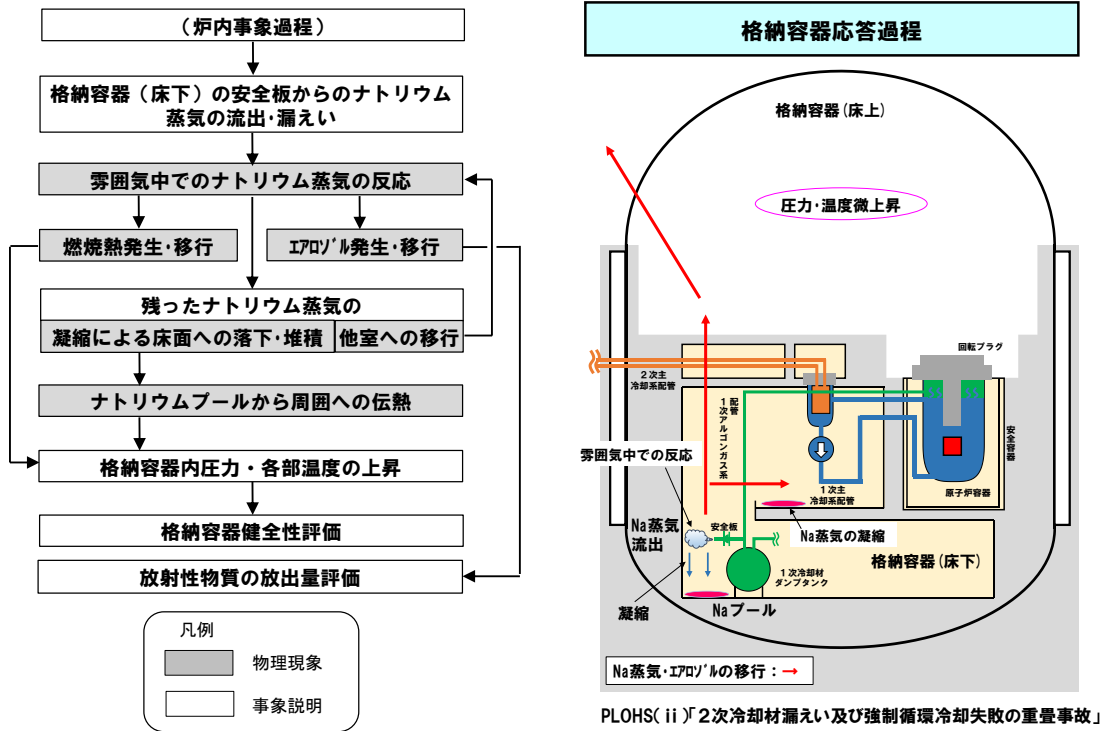 （炉内事象過程）
格納容器（床下）の安全板からのナトリウム
蒸気の流出･漏えい
雰囲気中でのナトリウム蒸気の反応
燃焼熱発生･移行
ｴｱﾛｿﾞﾙ発生･移行
残ったナトリウム蒸気の
凝縮による床面への落下･堆積
他室への移行
ナトリウムプールから周囲への伝熱
格納容器内圧力・各部温度の上昇
格納容器健全性評価
放射性物質の放出量評価
凡例
物理現象
事象説明
格納容器応答過程
格納容器(床上)
圧力･温度微上昇
回転プラグ
２次主
冷却系配管
１次アルゴンガス系
配管
安全容器
雰囲気中での反応
１次主
冷却系配管
原子炉容器
Na蒸気
流出
安全板
Na蒸気の凝縮
格納容器(床下)
１次冷却材
ダンプタンク
凝縮
Naプール
Na蒸気･ｴｱﾛｿﾞﾙの移行：→
PLOHS(ⅱ)｢２次冷却材漏えい及び強制循環冷却失敗の重畳事故｣